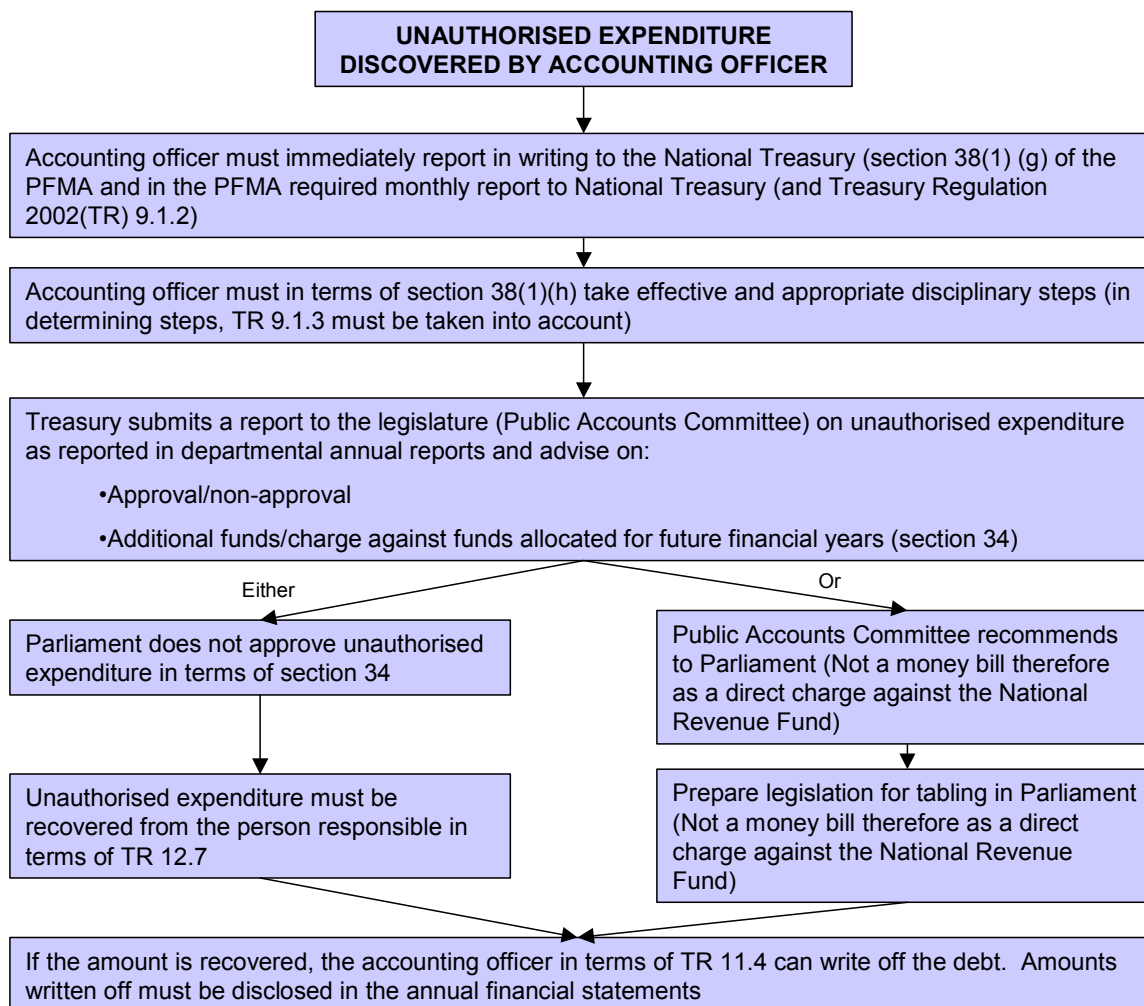 UNAUTHORISED EXPENDITURE
DISCOVERED BY ACCOUNTING OFFICER
Accounting officer must immediately report in writing to the National Treasury (section 38(1) (g) of the
PFMA and in the PFMA required monthly report to National Treasury (and Treasury Regulation
2002(TR) 9.1.2)
Accounting officer must in terms of section 38(1)(h) take effective and appropriate disciplinary steps (in
determining steps, TR 9.1.3 must be taken into account)
Treasury submits a report to the legislature (Public Accounts Committee) on unauthorised expenditure
as reported in departmental annual reports and advise on:
•Approval/non-approval
•Additional funds/charge against funds allocated for future financial years (section 34)
Either
Or
Parliament does not approve unauthorised
expenditure in terms of section 34
Unauthorised expenditure must be
recovered from the person responsible in
terms of TR 12.7
Public Accounts Committee recommends
to Parliament (Not a money bill therefore
as a direct charge against the National
Revenue Fund)
Prepare legislation for tabling in Parliament
(Not a money bill therefore as a direct
charge against the National Revenue
Fund)
If the amount is recovered, the accounting officer in terms of TR 11.4 can write off the debt.  Amounts
written off must be disclosed in the annual financial statements